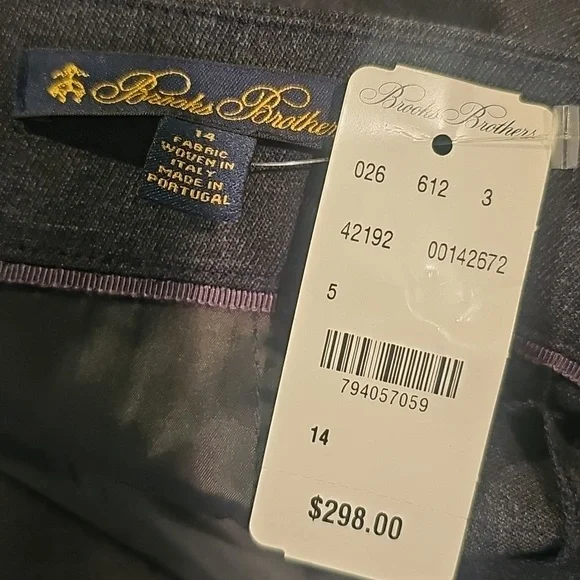 Brooks Brothers
14
FABRIC
WOVEN IN
ITALY
MADE IN
PORTUGAL
Brooks Brothers
026 612 3
42192 00142672
5
794057059
14
$298.00